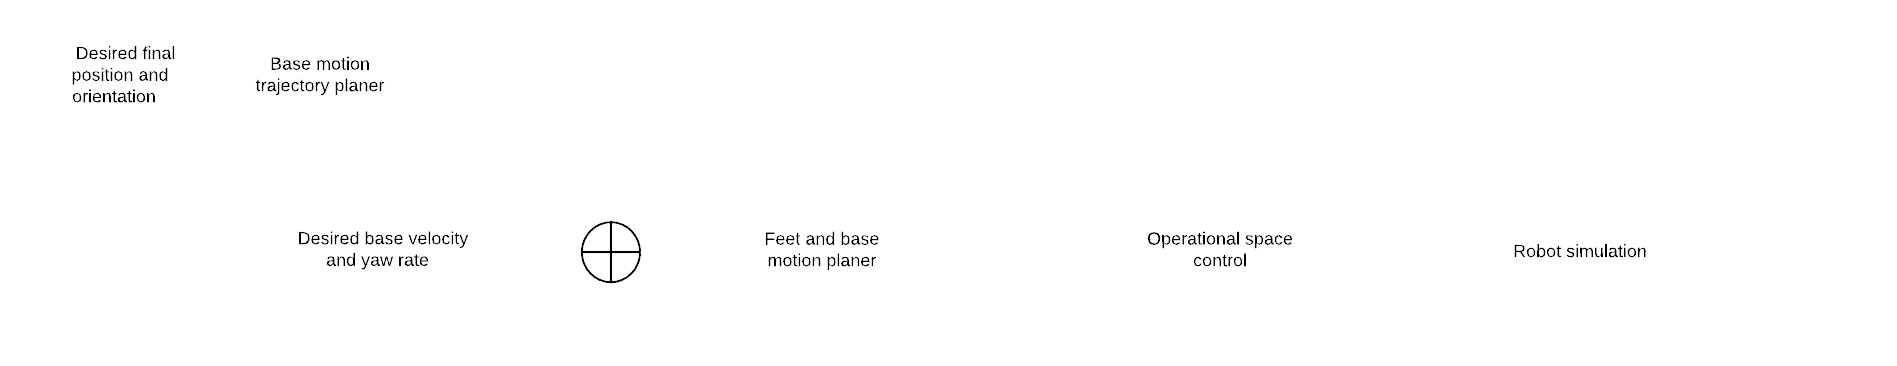 Desired final
position and
orientation
Base motion
trajectory planer
Desired base velocity
and yaw rate
Feet and base
motion planer
Operational space
control
Robot simulation